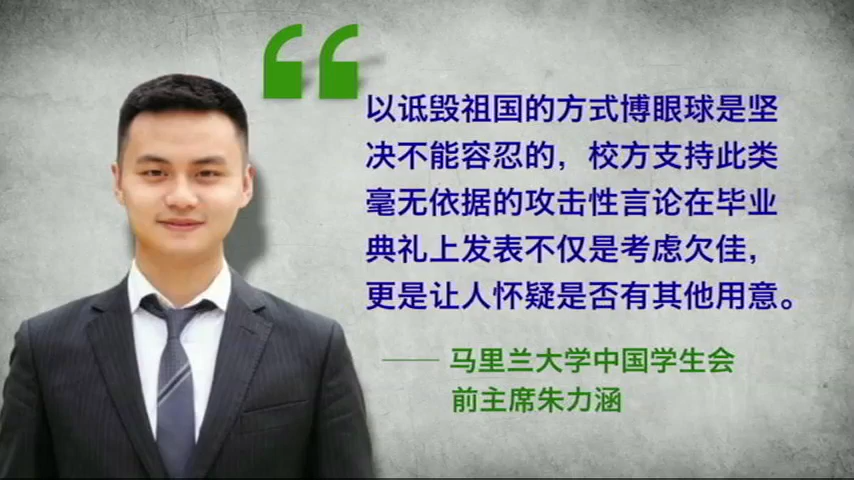 以诋毁祖国的方式博眼球是坚
决不能容忍的，校方支持此类
毫无依据的攻击性言论在毕业
典礼上发表不仅是考虑欠佳，
更是让人怀疑是否有其他用意。
—— 马里兰大学中国学生会
前主席朱力涵